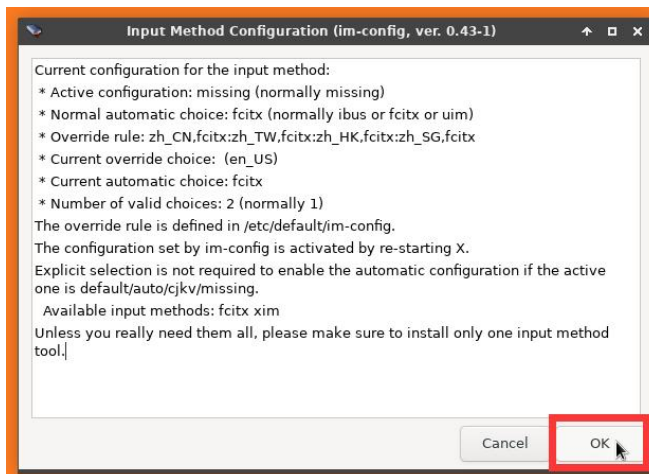 Input Method Configuration (im-config, ver. 0.43-1)
Current configuration for the input method:
* Active configuration: missing (normally missing)
* Normal automatic choice: fcitx (normally ibus or fcitx or uim)
* Override rule: zh_CN,fcitx:zh_TW,fcitx:zh_HK,fcitx:zh_SG,fcitx
* Current override choice:  (en_US)
* Current automatic choice: fcitx
* Number of valid choices: 2 (normally 1)
The override rule is defined in /etc/default/im-config.
The configuration set by im-config is activated by re-starting X.
Explicit selection is not required to enable the automatic configuration if the active
one is default/auto/cjkv/missing.
Available input methods: fcitx xim
Unless you really need them all, please make sure to install only one input method
tool.
Cancel
OK